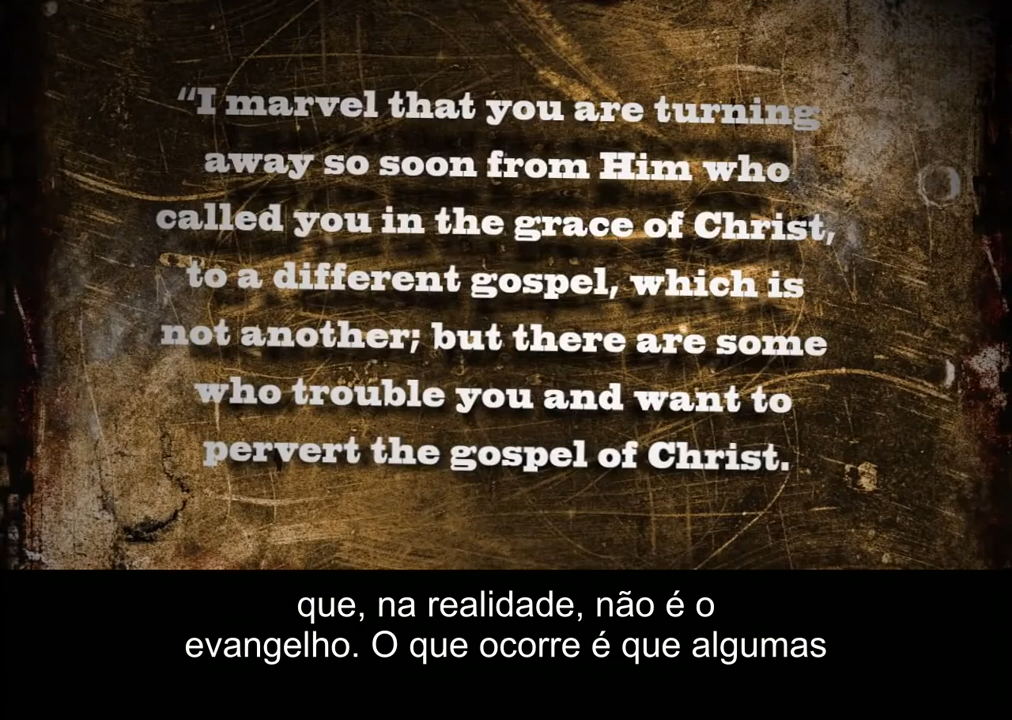 “I marvel that you are turning
away so soon from Him who
called you in the grace of Christ,
to a different gospel, which is
not another; but there are some
who trouble you and want to
pervert the gospel of Christ.
que, na realidade, não é o
evangelho. O que ocorre é que algumas